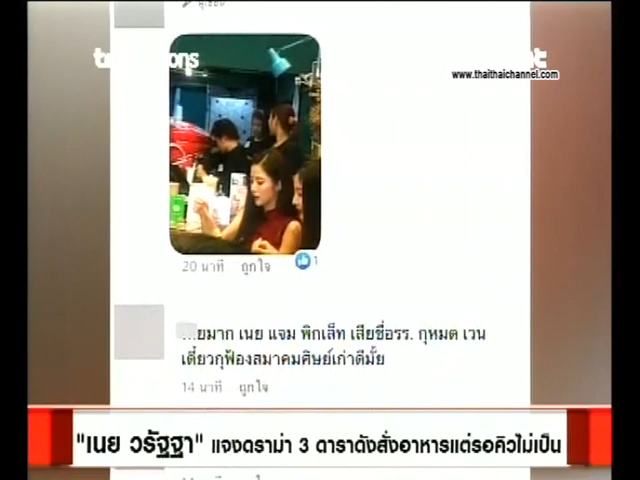 www.thaithaichannel.com
20 นาที ถูกใจ 1
ยมาก เนย แจม พิกเล็ท เสียชื่อรร. กูหมด เวน
เดี๋ยวกูฟ้องสมาคมศิษย์เก่าดีมั้ย
14 นาที ถูกใจ
"เนย วรัฐฐา" แจงดราม่า 3 ดาราดังสั่งอาหารแต่รอคิวไม่เป็น